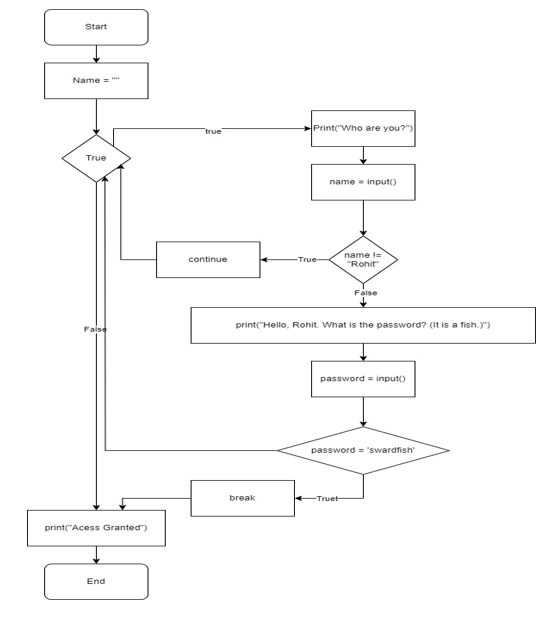 Start
Name = ""
True
true
Print("Who are you?")
name = input()
name !=
"Rohit"
True
continue
False
print("Hello, Rohit. What is the password? (It is a fish.)")
False
password = input()
password = 'swardfish'
Truet
break
print("Acess Granted")
End